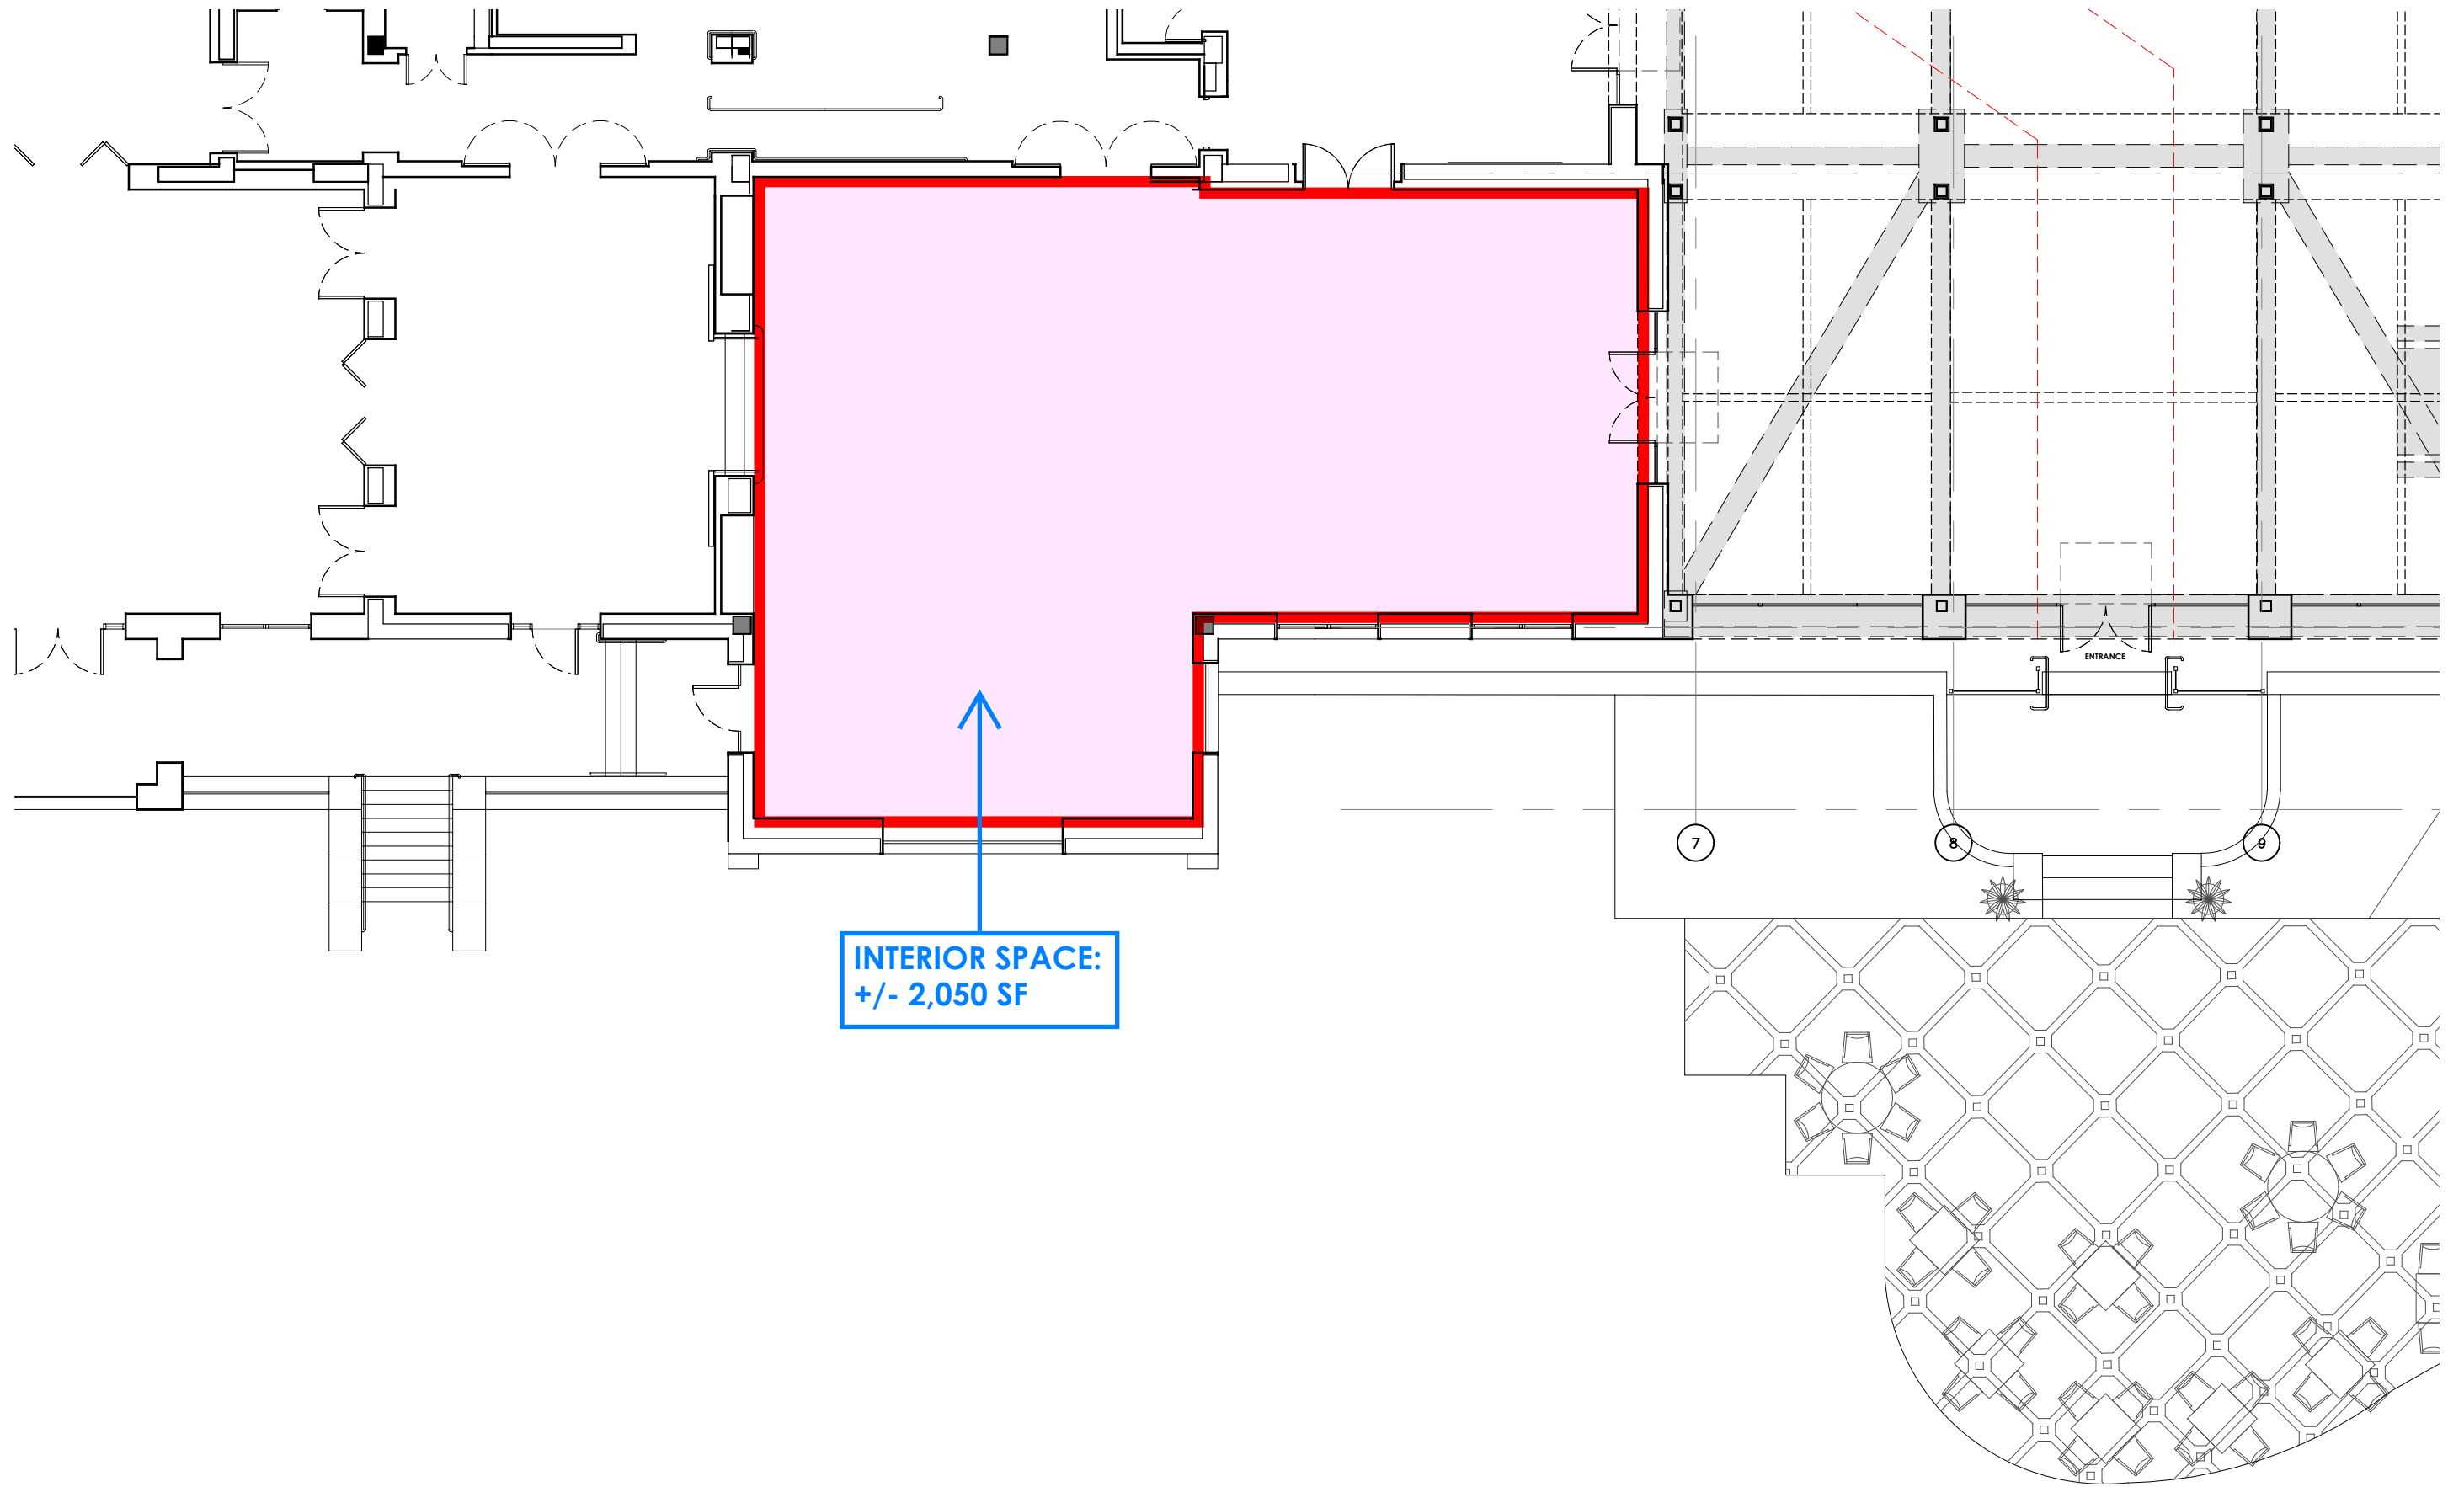 ENTRANCE
7
8
9
INTERIOR SPACE:
+/- 2,050 SF